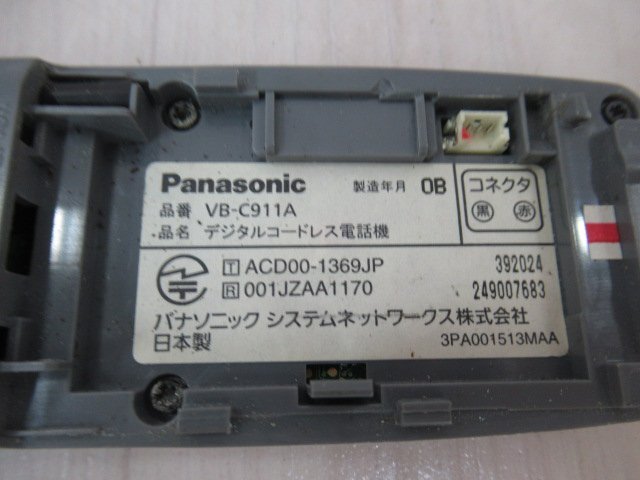 Panasonic 製造年月 0B
コネクタ
黒 赤
品番 VB-C911A
品名 デジタルコードレス電話機
T ACD00-1369JP 392024
R 001JZAA1170 249007683
パナソニック システムネットワークス株式会社
日本製 3PA001513MAA